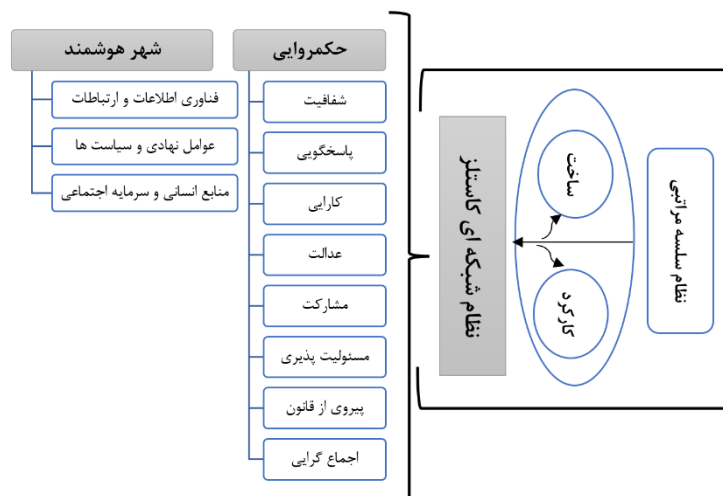 نظام سلسه مراتبی
ساخت
کارکرد
نظام شبکه ای کاستلز
حکمروایی
شفافیت
پاسخگویی
کارایی
عدالت
مشارکت
مسئولیت پذیری
پیروی از قانون
اجماع گرایی
شهر هوشمند
فناوری اطلاعات و ارتباطات
عوامل نهادی و سیاست ها
منابع انسانی و سرمایه اجتماعی